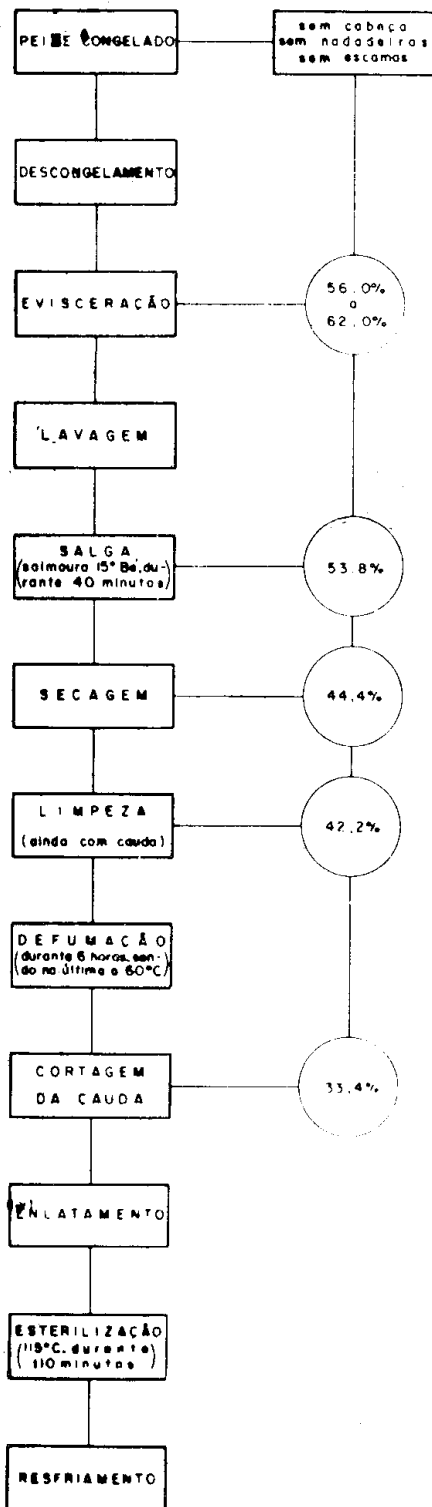 PEIXE CONGELADO
sem cabnça
sem nadadeiras
sem escamas
DESCONGELAMENTO
EVISCERAÇÃO
56,0%
a
62,0%
LAVAGEM
SALGA
(salmoura 15° Bé, du-
rante 40 minutos)
53,8%
SECAGEM
44,4%
LIMPEZA
(ainda com cauda)
42,2%
DEFUMAÇÃO
(durante 6 horas, sen-
do na última a 60°C)
CORTAGEM
DA CAUDA
33,4%
ENLATAMENTO
ESTERILIZAÇÃO
(115°C, durante
110 minutos)
RESFRIAMENTO